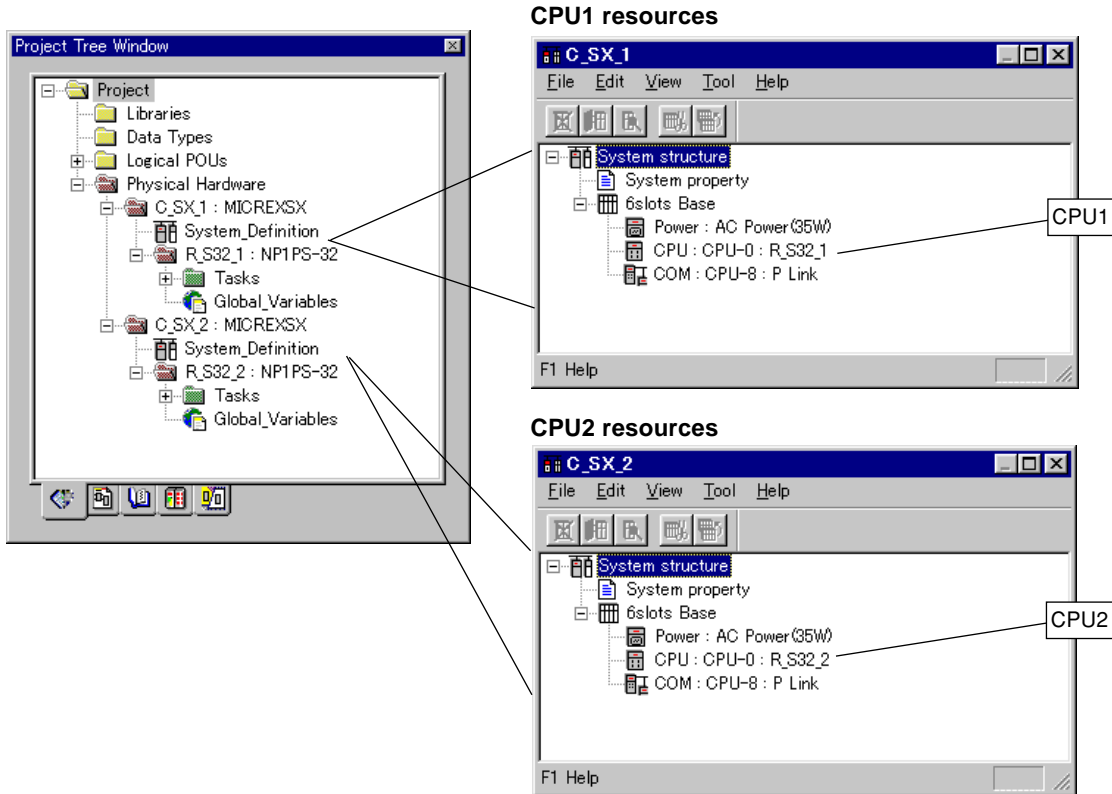 Project Tree Window
Project
Libraries
Data Types
Logical POUs
Physical Hardware
C_SX_1 : MICREXSX
System_Definition
R_S32_1 : NP1PS-32
Tasks
Global_Variables
C_SX_2 : MICREXSX
System_Definition
R_S32_2 : NP1PS-32
Tasks
Global_Variables
CPU1 resources
C_SX_1
File Edit View Tool Help
System structure
System property
6slots Base
Power : AC Power(35W)
CPU : CPU-0 : R_S32_1
COM : CPU-8 : P Link
F1 Help
CPU1
CPU2 resources
C_SX_2
File Edit View Tool Help
System structure
System property
6slots Base
Power : AC Power(35W)
CPU : CPU-0 : R_S32_2
COM : CPU-8 : P Link
F1 Help
CPU2